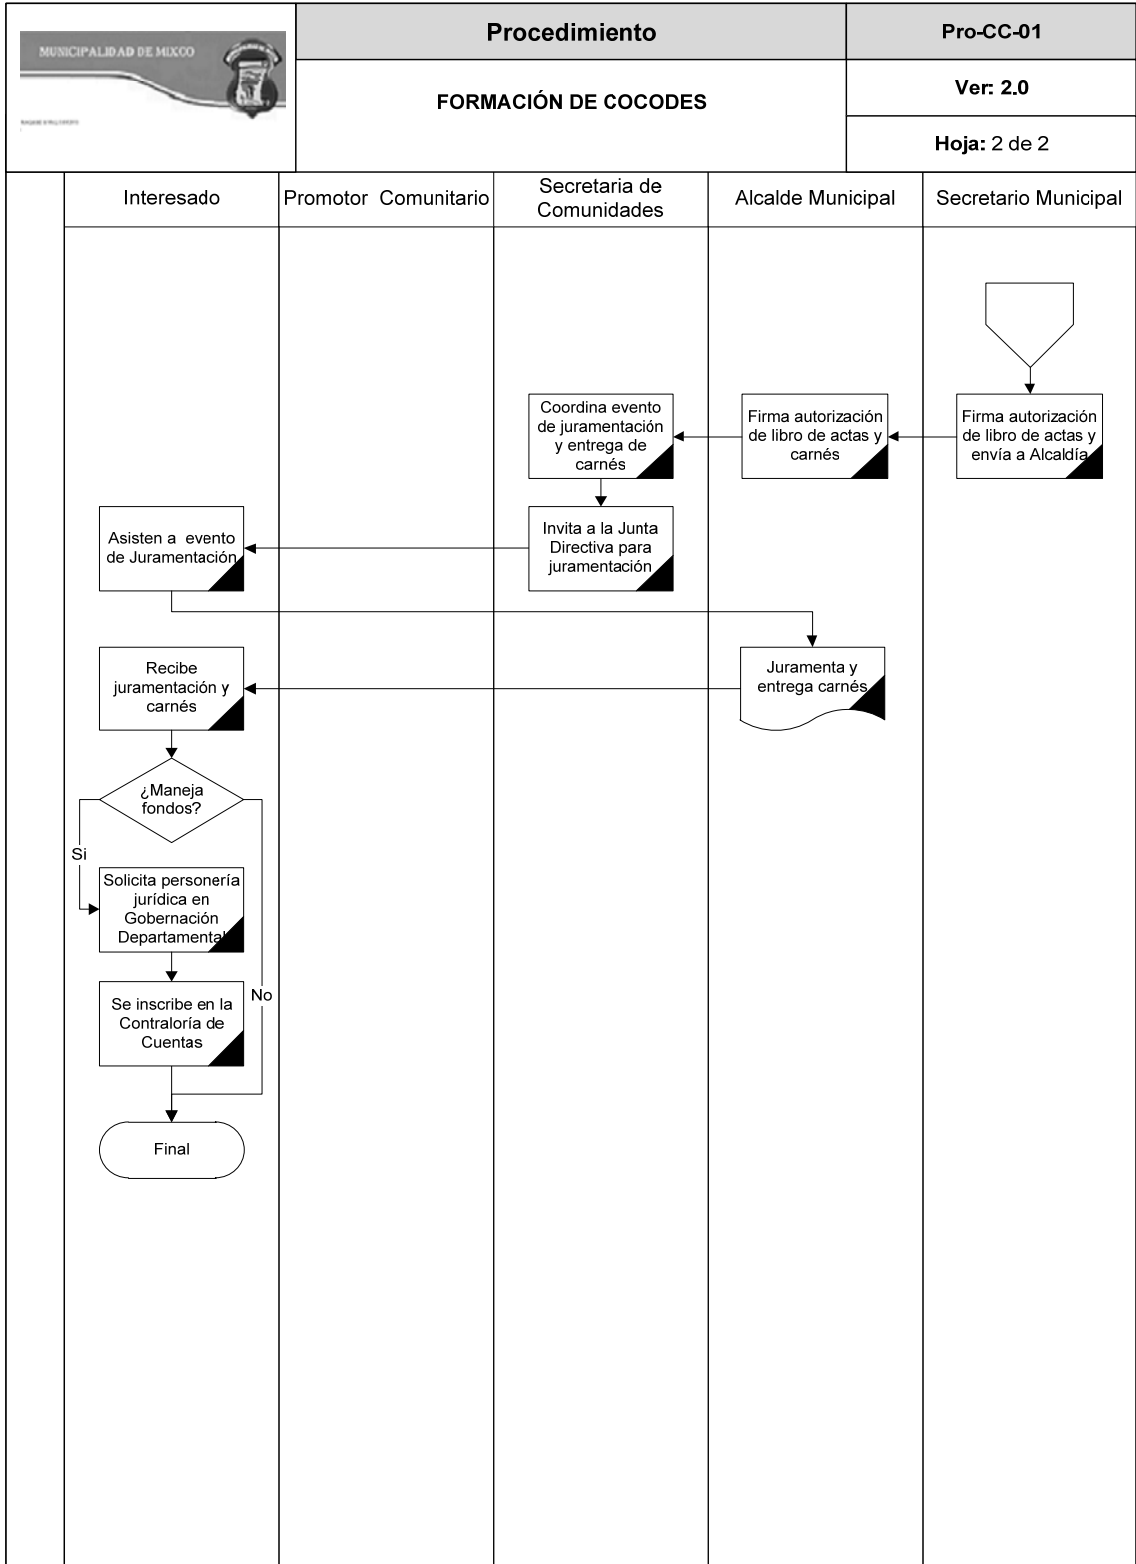 MUNICIPALIDAD DE MIXCO
Procedimiento
Pro-CC-01
FORMACIÓN DE COCODES
Ver: 2.0
Hoja: 2 de 2
Interesado
Promotor Comunitario
Secretaria de
Comunidades
Alcalde Municipal
Secretario Municipal
Firma autorización
de libro de actas y
envía a Alcaldía
Firma autorización
de libro de actas y
carnés
Coordina evento
de juramentación
y entrega de
carnés
Invita a la Junta
Directiva para
juramentación
Asisten a evento
de Juramentación
Juramenta y
entrega carnés
Recibe
juramentación y
carnés
¿Maneja
fondos?
Si
Solicita personería
jurídica en
Gobernación
Departamental
No
Se inscribe en la
Contraloría de
Cuentas
Final